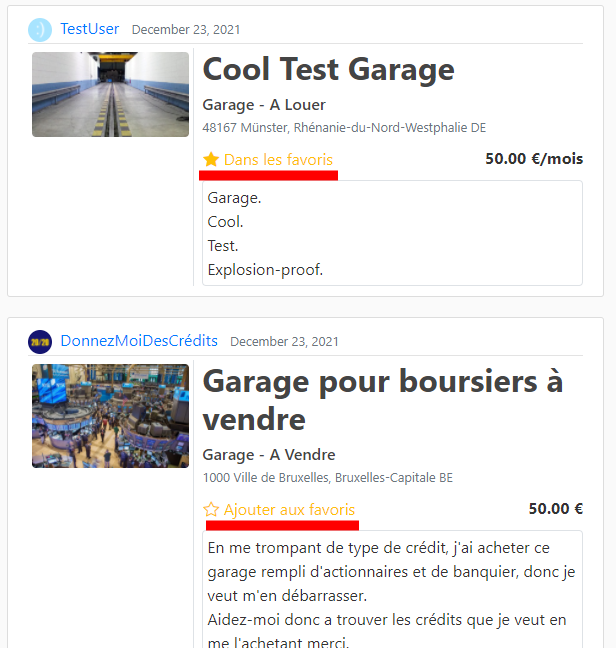 :)
TestUser December 23, 2021
Cool Test Garage
Garage - A Louer
48167 Münster, Rhénanie-du-Nord-Westphalie DE
Dans les favoris 50.00 €/mois
Garage.
Cool.
Test.
Explosion-proof.
20/20
DonnezMoiDesCrédits December 23, 2021
Garage pour boursiers à
vendre
Garage - A Vendre
1000 Ville de Bruxelles, Bruxelles-Capitale BE
Ajouter aux favoris 50.00 €
En me trompant de type de crédit, j'ai acheter ce
garage rempli d'actionnaires et de banquier, donc je
veut m'en débarrasser.
Aidez-moi donc a trouver les crédits que je veut en
me l'achetant merci.